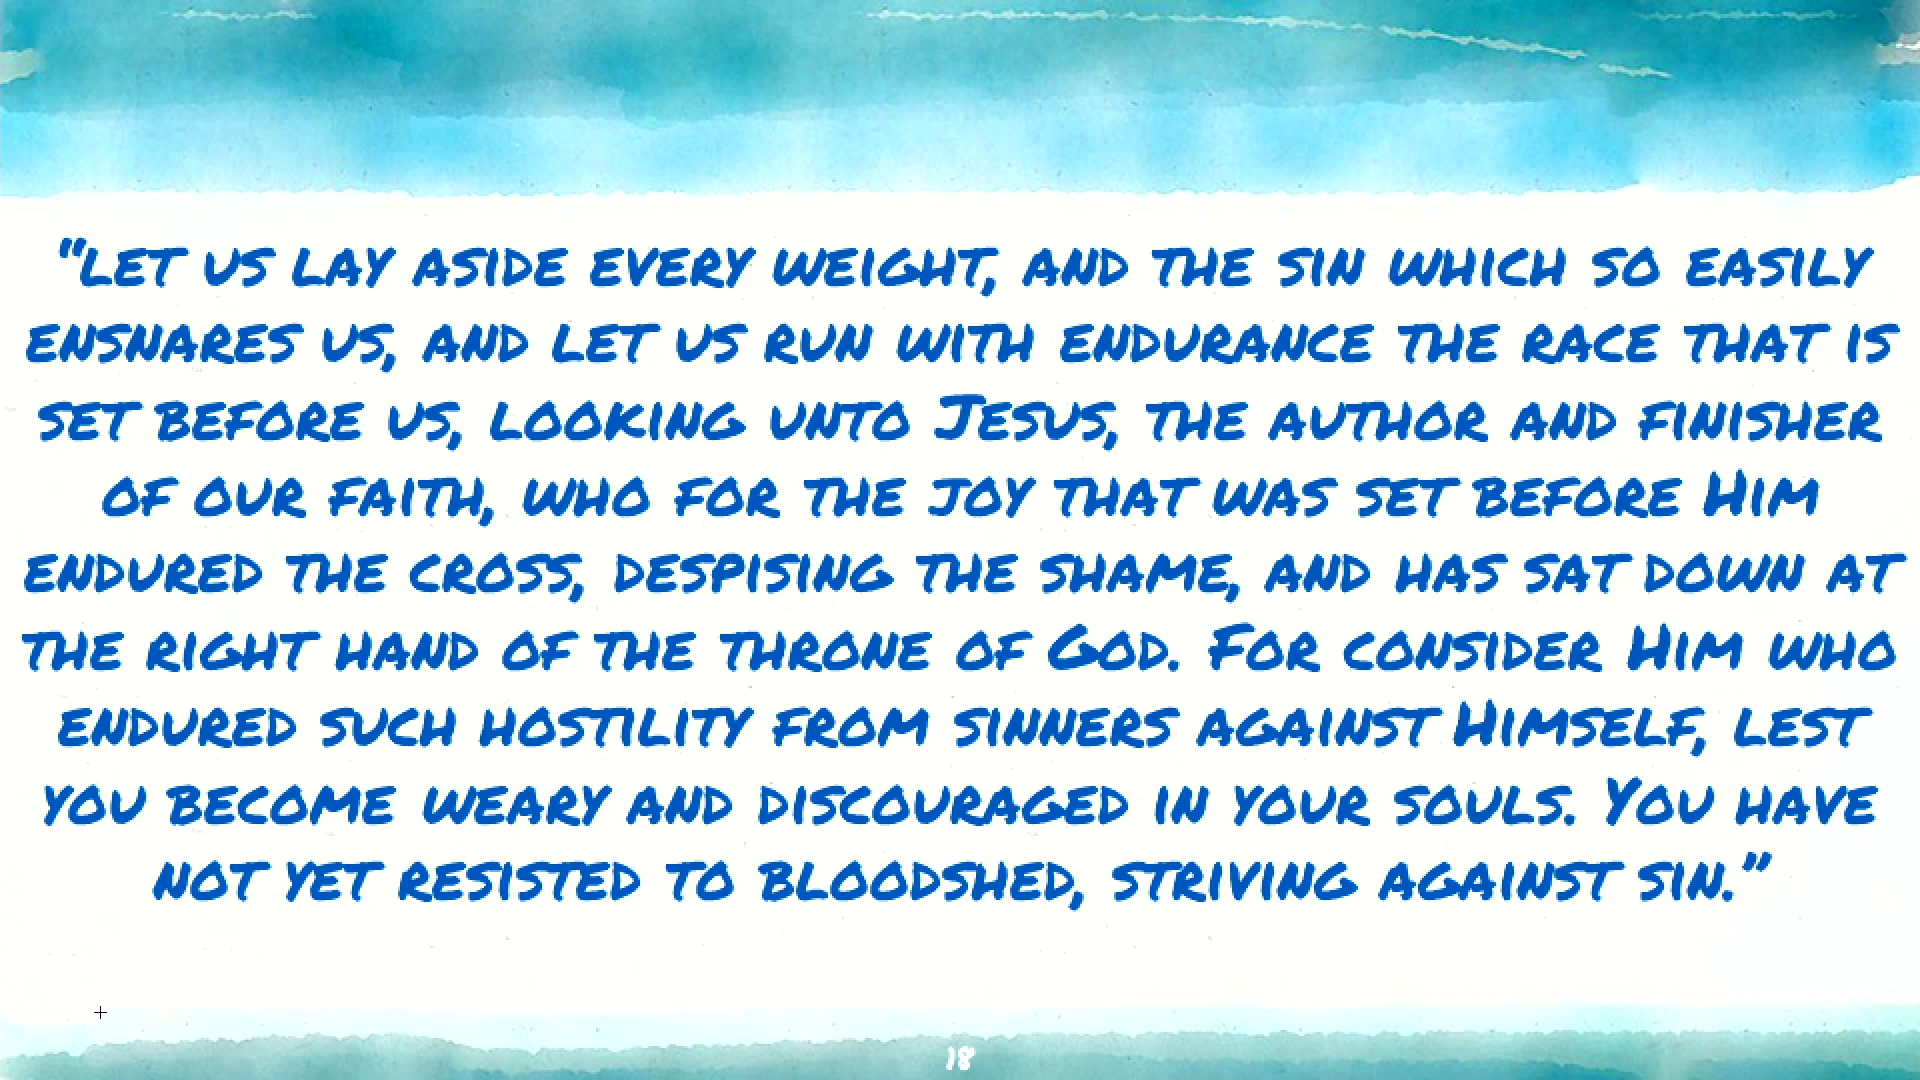 “Let us lay aside every weight, and the sin which so easily
ensnares us, and let us run with endurance the race that is
set before us, looking unto Jesus, the author and finisher
of our faith, who for the joy that was set before Him
endured the cross, despising the shame, and has sat down at
the right hand of the throne of God. For consider Him who
endured such hostility from sinners against Himself, lest
you become weary and discouraged in your souls. You have
not yet resisted to bloodshed, striving against sin.”
18